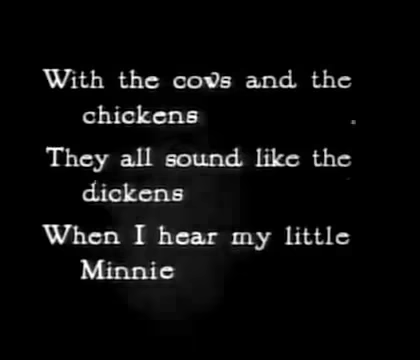 With the cows and the
chickens
They all sound like the
dickens
When I hear my little
Minnie